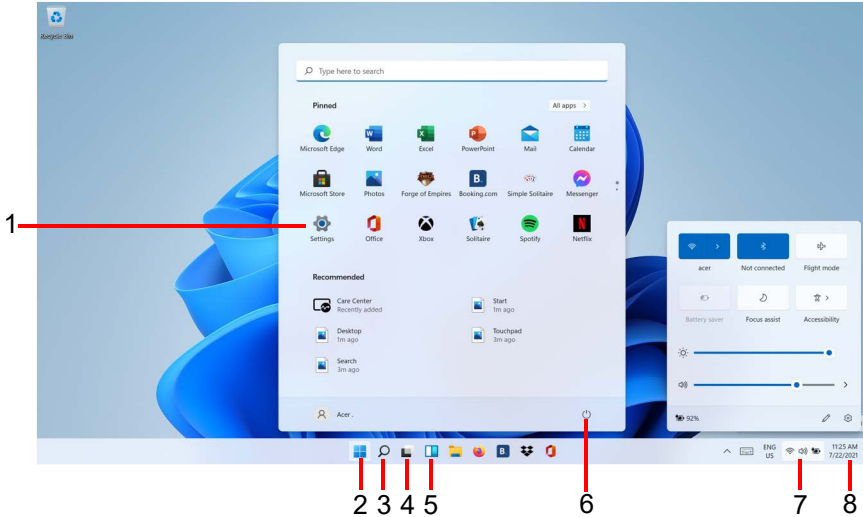 Recycle Bin
Type here to search
Pinned
All apps >
Microsoft Edge Word Excel PowerPoint Mail Calendar
B.
Microsoft Store Photos Forge of Empires Booking.com Simple Solitaire Messenger
1
Settings Office Xbox Solitaire Spotify Netflix
acer Not connected Flight mode
Recommended
Care Center
Recently added
Start
1m ago
Battery saver Focus assist Accessibility
Desktop
1m ago
Touchpad
3m ago
Search
3m ago
Acer .
92%
B.
ENG
US
11:25 AM
7/22/2021
2 3 4 5 6 7 8